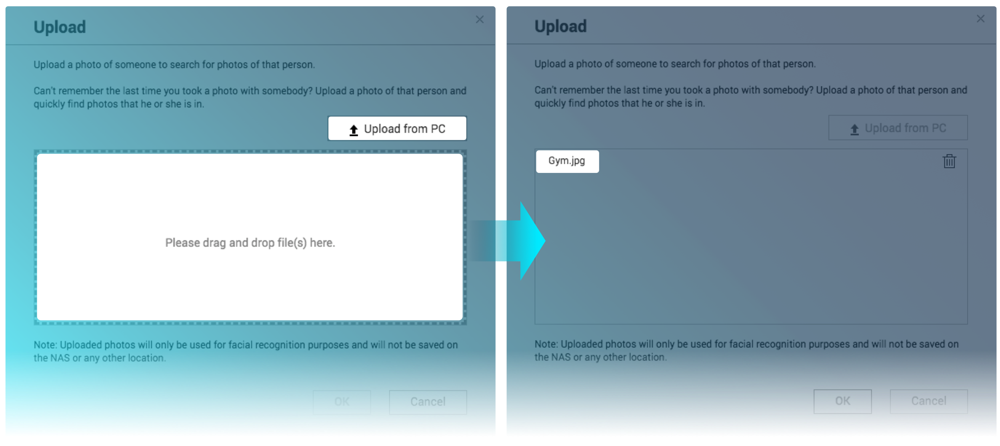 Upload
Upload a photo of someone to search for photos of that person.
Can't remember the last time you took a photo with somebody? Upload a photo of that person and
quickly find photos that he or she is in.
Upload from PC
Please drag and drop file(s) here.
Note: Uploaded photos will only be used for facial recognition purposes and will not be saved on
the NAS or any other location.
OK
Cancel
Upload
Upload a photo of someone to search for photos of that person.
Can't remember the last time you took a photo with somebody? Upload a photo of that person and
quickly find photos that he or she is in.
Upload from PC
Gym.jpg
Note: Uploaded photos will only be used for facial recognition purposes and will not be saved on
the NAS or any other location.
OK
Cancel